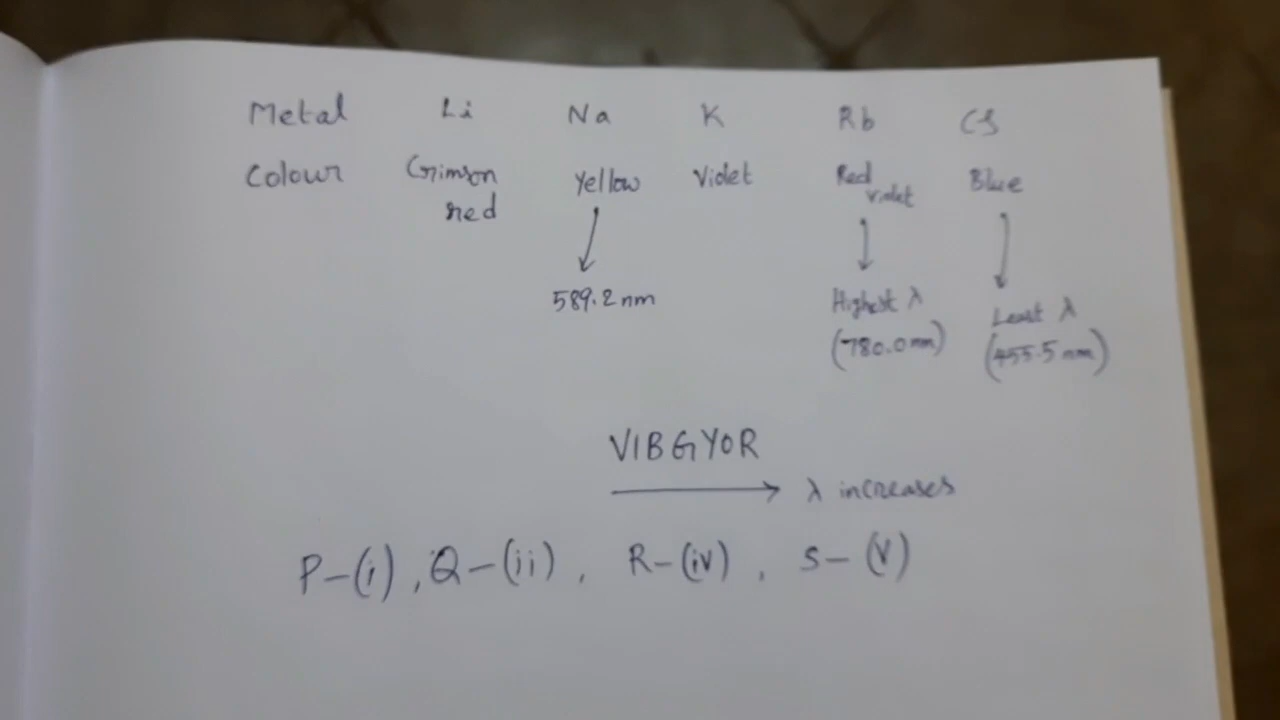 Metal Li Na K Rb Cs
Colour Crimson red Yellow Violet Red violet Blue
589.2 nm Highest λ (780.0 nm) Least λ (455.5 nm)
VIBGYOR
λ increases
P-(i), Q-(ii), R-(iv), S-(V)